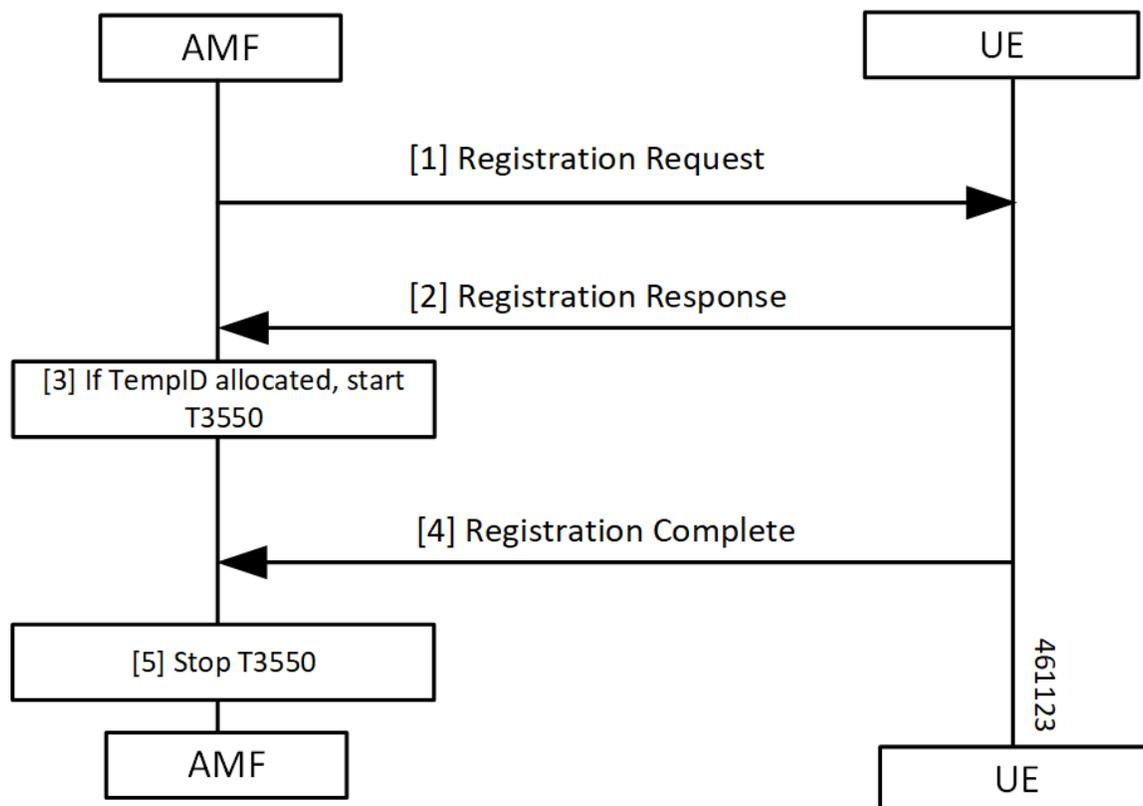 AMF
UE
[1] Registration Request
[2] Registration Response
[3] If TempID allocated, start
T3550
[4] Registration Complete
[5] Stop T3550
461123
AMF
UE